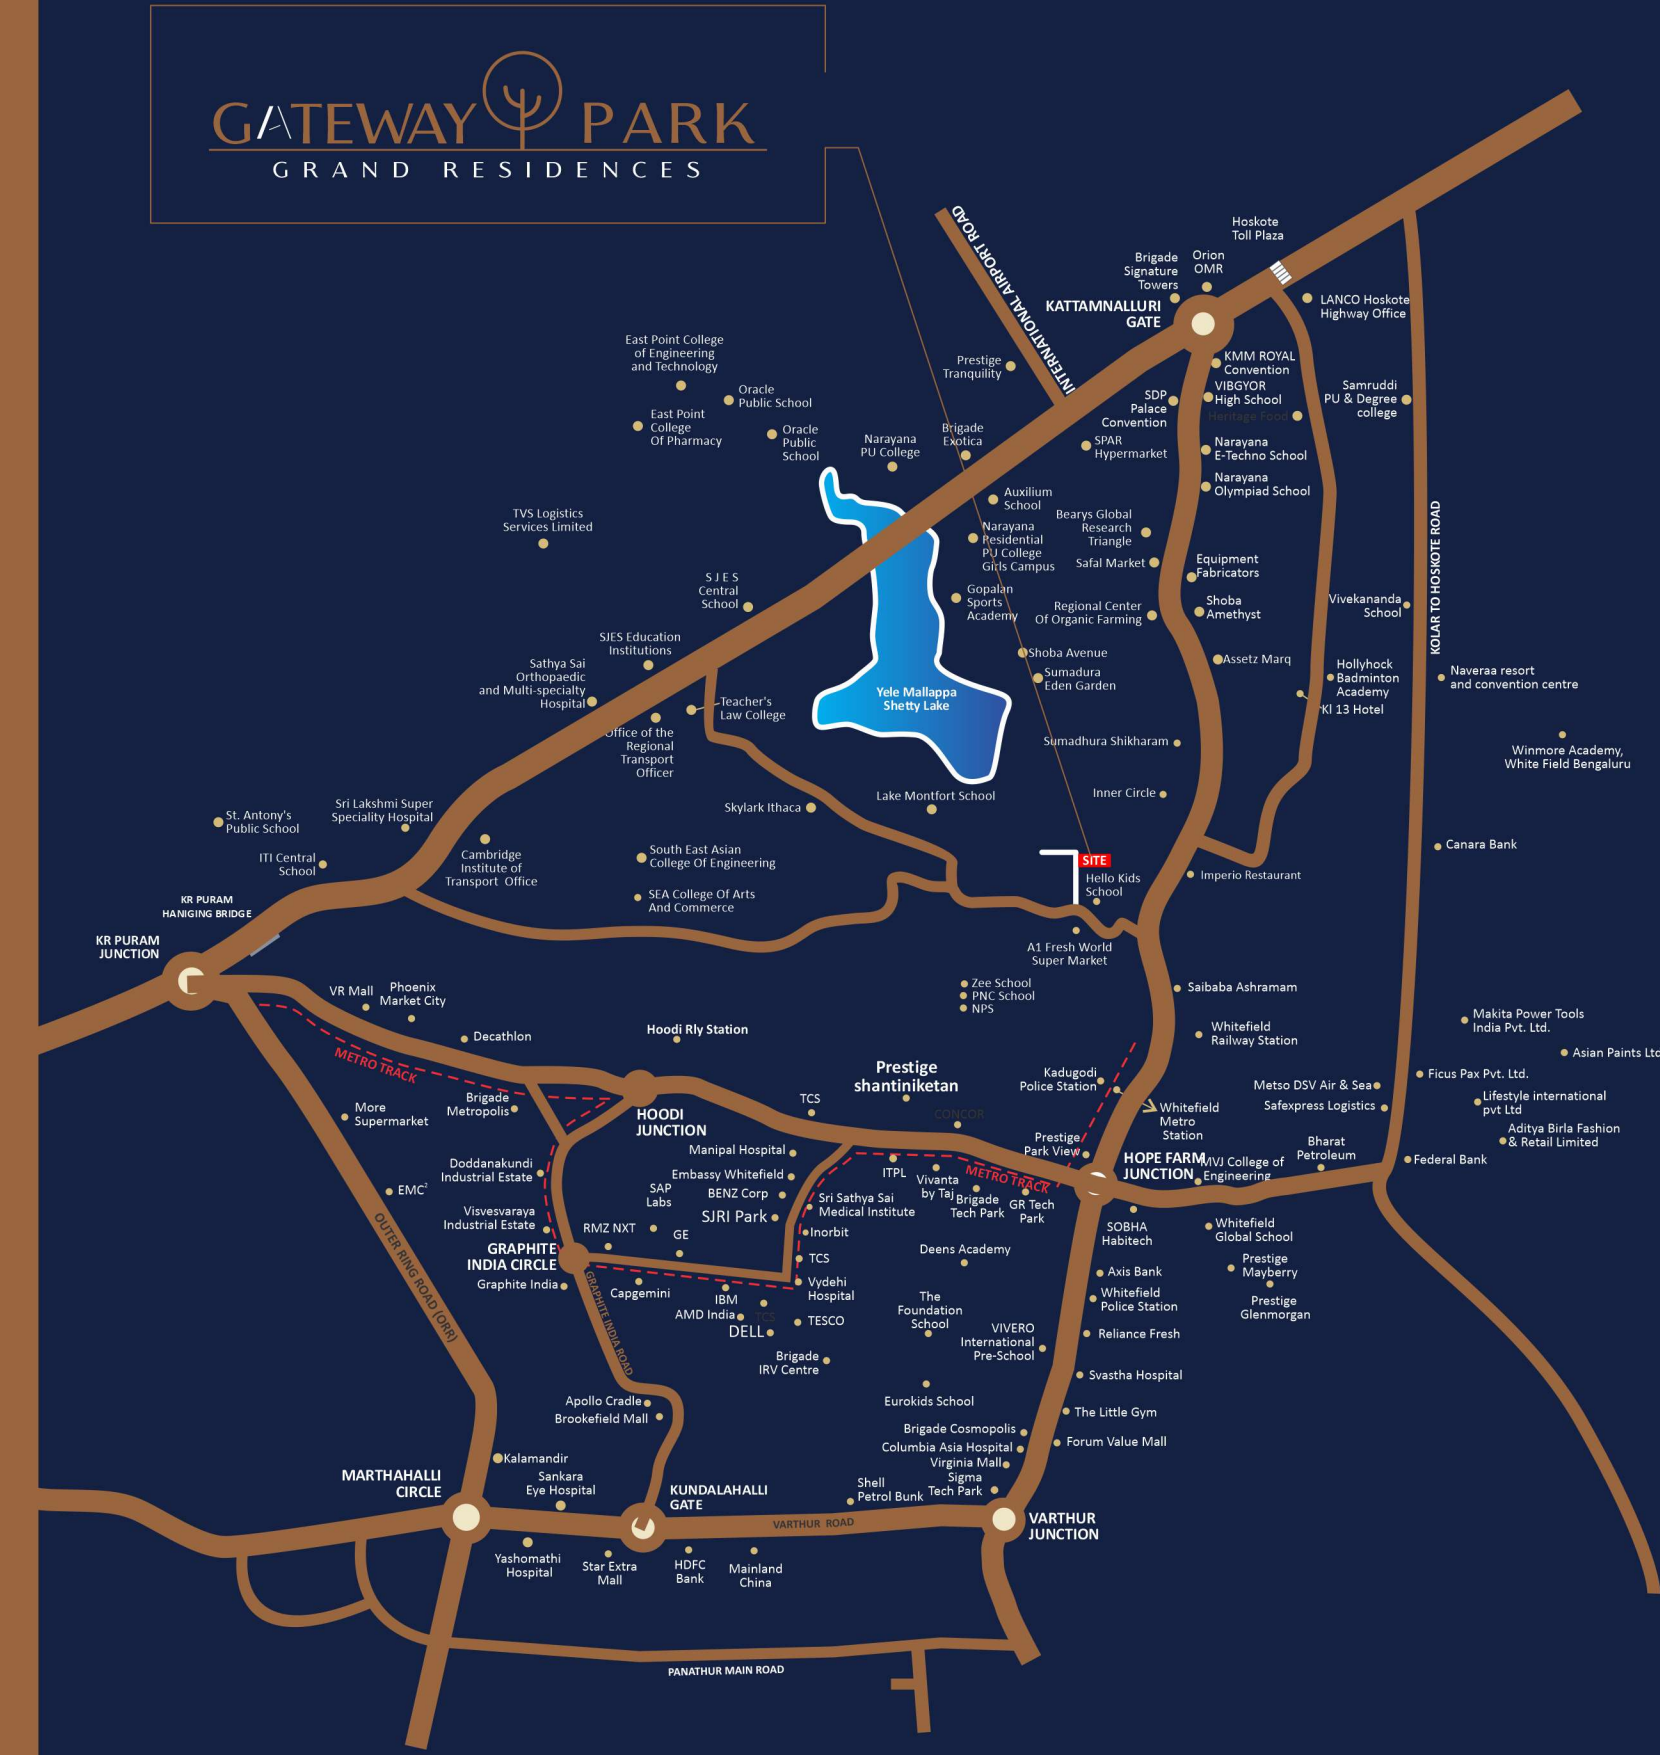 GATEWAY PARK
GRAND RESIDENCES
INTERNATIONAL AIRPORT ROAD
Hoskote
Toll Plaza
Orion
OMR
Brigade
Signature
Towers
KATTAMNALLURI
GATE
LANCO Hoskote
Highway Office
KMM ROYAL
Convention
VIBGYOR
High School
Heritage Food
Samruddi
PU & Degree
college
SDP
Palace
Convention
SPAR
Hypermarket
Narayana
E-Techno School
Narayana
Olympiad School
Prestige
Tranquility
Brigade
Exotica
Narayana
PU College
East Point College
of Engineering
and Technology
Oracle
Public School
East Point
College
Of Pharmacy
Oracle
Public
School
TVS Logistics
Services Limited
Auxilium
School
Narayana
Residential
PU College
Girls Campus
Bearys Global
Research
Triangle
Safal Market
Equipment
Fabricators
Gopalan
Sports
Academy
Regional Center
Of Organic Farming
Shoba
Amethyst
Vivekananda
School
KOLAR TO HOSKOTE ROAD
SJES
Central
School
SJES Education
Institutions
Sathya Sai
Orthopaedic
and Multi-specialty
Hospital
Teacher's
Law College
Office of the
Regional
Transport
Officer
Yele Mallappa
Shetty Lake
Shoba Avenue
Sumadura
Eden Garden
Assetz Marq
Hollyhock
Badminton
Academy
Kl 13 Hotel
Naveraa resort
and convention centre
Winmore Academy,
White Field Bengaluru
Sumadhura Shikharam
Inner Circle
Lake Montfort School
Skylark Ithaca
Sri Lakshmi Super
Speciality Hospital
St. Antony's
Public School
ITI Central
School
Cambridge
Institute of
Transport Office
South East Asian
College Of Engineering
SEA College Of Arts
And Commerce
SITE
Hello Kids
School
Imperio Restaurant
Canara Bank
KR PURAM
HANIGING BRIDGE
KR PURAM
JUNCTION
A1 Fresh World
Super Market
Zee School
PNC School
NPS
Saibaba Ashramam
Whitefield
Railway Station
Makita Power Tools
India Pvt. Ltd.
Asian Paints Ltd
VR Mall
Phoenix
Market City
Decathlon
METRO TRACK
Hoodi Rly Station
Prestige
shantiniketan
Kadugodi
Police Station
Metso DSV Air & Sea
Safexpress Logistics
Ficus Pax Pvt. Ltd.
Lifestyle international
pvt Ltd
Aditya Birla Fashion
& Retail Limited
Federal Bank
More
Supermarket
Brigade
Metropolis
HOODI
JUNCTION
TCS
CONCOR
Whitefield
Metro
Station
Prestige
Park View
HOPE FARM
JUNCTION
MVJ College of
Engineering
Bharat
Petroleum
Manipal Hospital
Embassy Whitefield
BENZ Corp
SJRI Park
Doddanakundi
Industrial Estate
EMC²
SAP
Labs
Visvesvaraya
Industrial Estate
RMZ NXT
GE
Sri Sathya Sai
Medical Institute
Inorbit
TCS
ITPL
Vivanta
by Taj
METRO TRACK
Brigade
Tech Park
GR Tech
Park
SOBHA
Habitech
Whitefield
Global School
GRAPHITE
INDIA CIRCLE
Graphite India
GRAPHITE INDIA ROAD
OUTER RING ROAD (ORR)
Capgemini
IBM
AMD India
TCS
DELL
Vydehi
Hospital
TESCO
Brigade
IRV Centre
Deens Academy
The
Foundation
School
VIVERO
International
Pre-School
Axis Bank
Whitefield
Police Station
Reliance Fresh
Prestige
Mayberry
Prestige
Glenmorgan
Svastha Hospital
Eurokids School
The Little Gym
Apollo Cradle
Brookefield Mall
Brigade Cosmopolis
Columbia Asia Hospital
Virginia Mall
Sigma
Tech Park
Forum Value Mall
Kalamandir
Sankara
Eye Hospital
MARTHAHALLI
CIRCLE
KUNDALAHALLI
GATE
Shell
Petrol Bunk
VARTHUR ROAD
VARTHUR
JUNCTION
Yashomathi
Hospital
Star Extra
Mall
HDFC
Bank
Mainland
China
PANATHUR MAIN ROAD